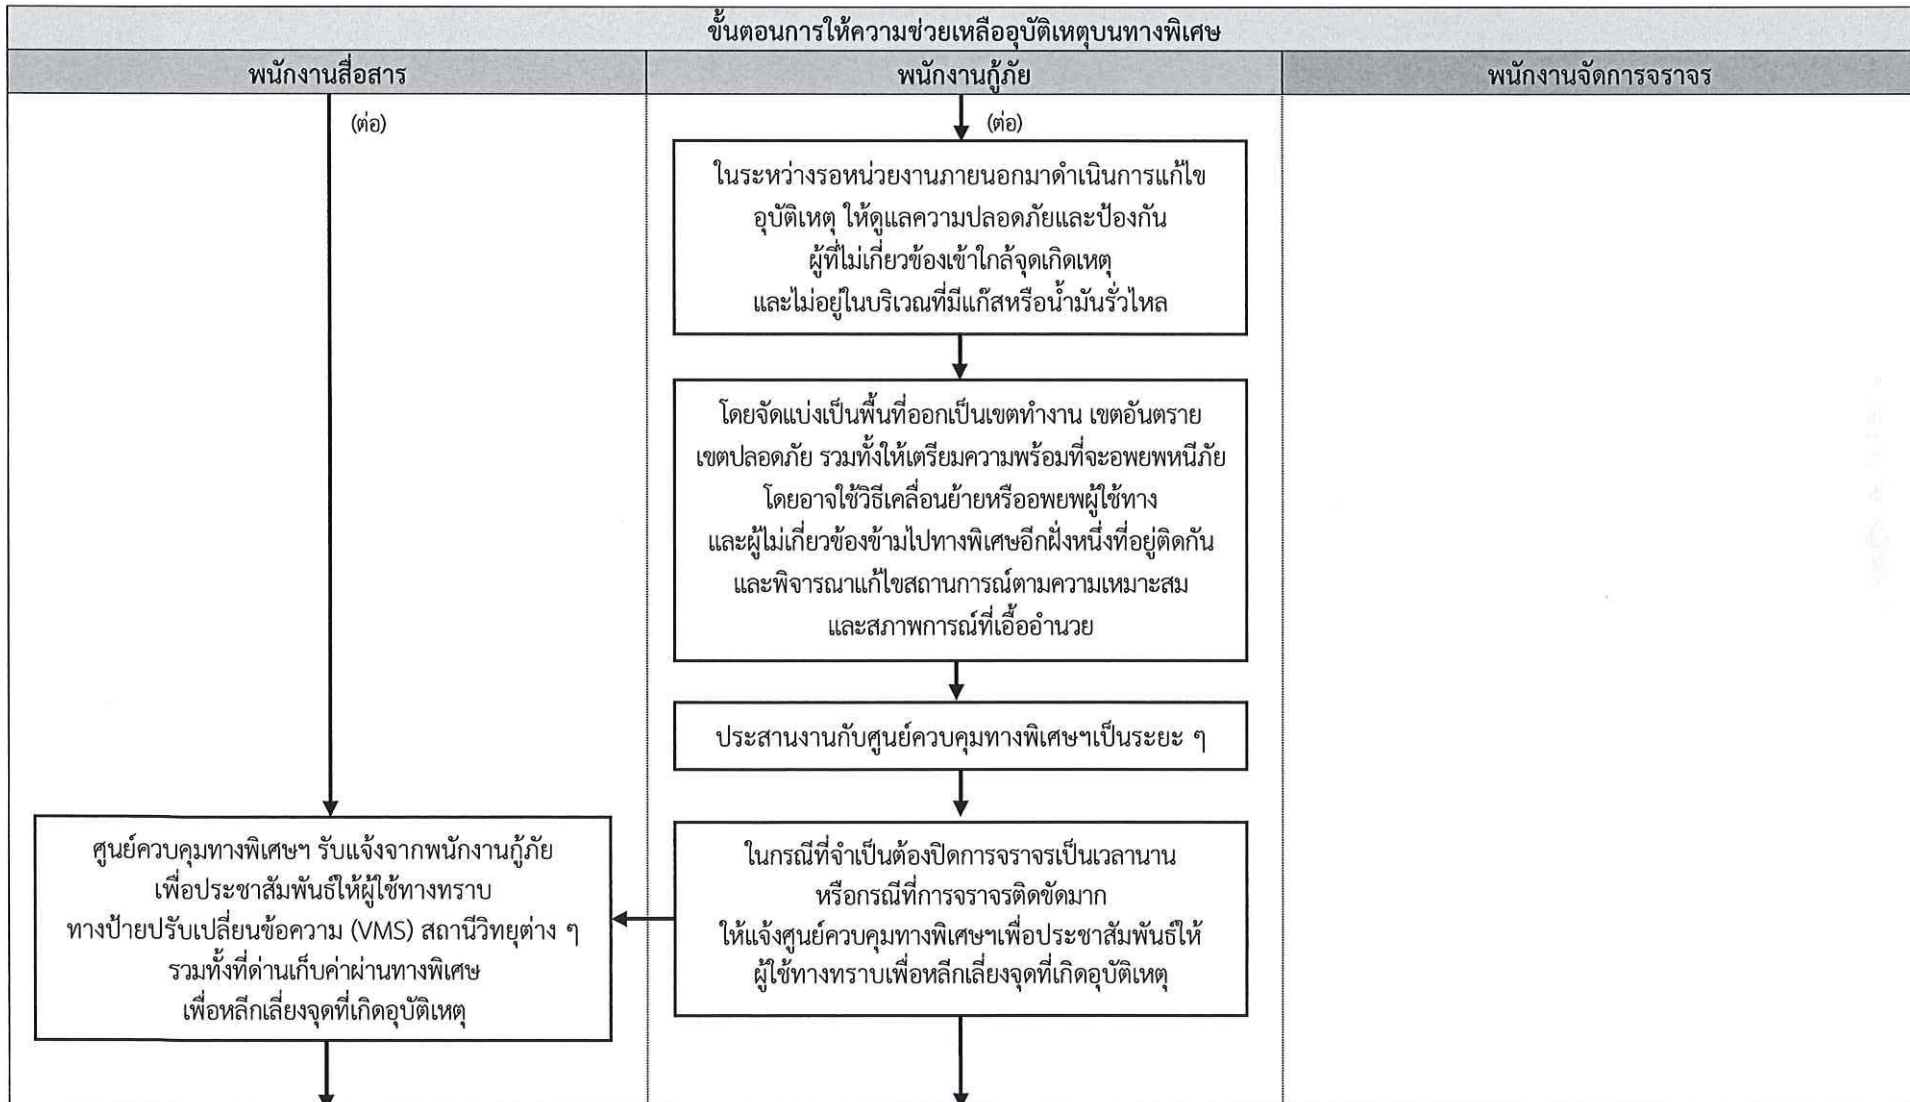 ขั้นตอนการให้ความช่วยเหลืออุบัติเหตุบนทางพิเศษ
พนักงานสื่อสาร
พนักงานกู้ภัย
พนักงานจัดการจราจร
(ต่อ)
(ต่อ)
ในระหว่างรอหน่วยงานภายนอกมาดำเนินการแก้ไข
อุบัติเหตุ ให้ดูแลความปลอดภัยและป้องกัน
ผู้ที่ไม่เกี่ยวข้องเข้าใกล้จุดเกิดเหตุ
และไม่อยู่ในบริเวณที่มีแก๊สหรือน้ำมันรั่วไหล
โดยจัดแบ่งเป็นพื้นที่ออกเป็นเขตทำงาน เขตอันตราย
เขตปลอดภัย รวมทั้งให้เตรียมความพร้อมที่จะอพยพหนีภัย
โดยอาจใช้วิธีเคลื่อนย้ายหรืออพยพผู้ใช้ทาง
และผู้ไม่เกี่ยวข้องข้ามไปทางพิเศษอีกฝั่งหนึ่งที่อยู่ติดกัน
และพิจารณาแก้ไขสถานการณ์ตามความเหมาะสม
และสภาพการณ์ที่เอื้ออำนวย
ประสานงานกับศูนย์ควบคุมทางพิเศษฯเป็นระยะ ๆ
ศูนย์ควบคุมทางพิเศษฯ รับแจ้งจากพนักงานกู้ภัย
เพื่อประชาสัมพันธ์ให้ผู้ใช้ทางทราบ
ทางป้ายปรับเปลี่ยนข้อความ (VMS) สถานีวิทยุต่าง ๆ
รวมทั้งที่ด่านเก็บค่าผ่านทางพิเศษ
เพื่อหลีกเลี่ยงจุดที่เกิดอุบัติเหตุ
ในกรณีที่จำเป็นต้องปิดการจราจรเป็นเวลานาน
หรือกรณีที่การจราจรติดขัดมาก
ให้แจ้งศูนย์ควบคุมทางพิเศษฯเพื่อประชาสัมพันธ์ให้
ผู้ใช้ทางทราบเพื่อหลีกเลี่ยงจุดที่เกิดอุบัติเหตุ